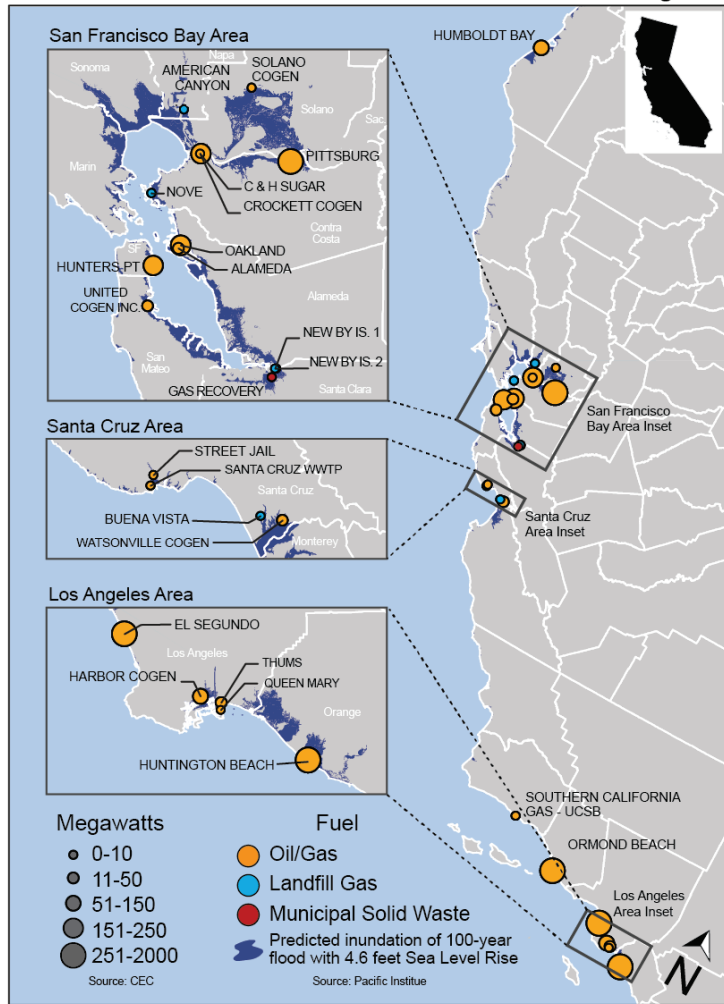 San Francisco Bay Area
Napa
Sonoma
AMERICAN
CANYON
SOLANO
COGEN
Solano
Sac.
Marin
PITTSBURG
NOVE
C & H SUGAR
CROCKETT COGEN
Contra
Costa
SF
OAKLAND
HUNTERS PT
ALAMEDA
UNITED
COGEN INC.
Alameda
San
Mateo
NEW BY IS. 1
NEW BY IS. 2
GAS RECOVERY
Santa Clara
Santa Cruz Area
STREET JAIL
SANTA CRUZ WWTP
Santa Cruz
BUENA VISTA
WATSONVILLE COGEN
Monterey
Los Angeles Area
EL SEGUNDO
Los Angeles
THUMS
HARBOR COGEN
QUEEN MARY
Orange
HUNTINGTON BEACH
Megawatts
0-10
11-50
51-150
151-250
251-2000
Source: CEC
Fuel
Oil/Gas
Landfill Gas
Municipal Solid Waste
Predicted inundation of 100-year
flood with 4.6 feet Sea Level Rise
Source: Pacific Institue
HUMBOLDT BAY
San Francisco
Bay Area Inset
Santa Cruz
Area Inset
SOUTHERN CALIFORNIA
GAS - UCSB
ORMOND BEACH
Los Angeles
Area Inset
N